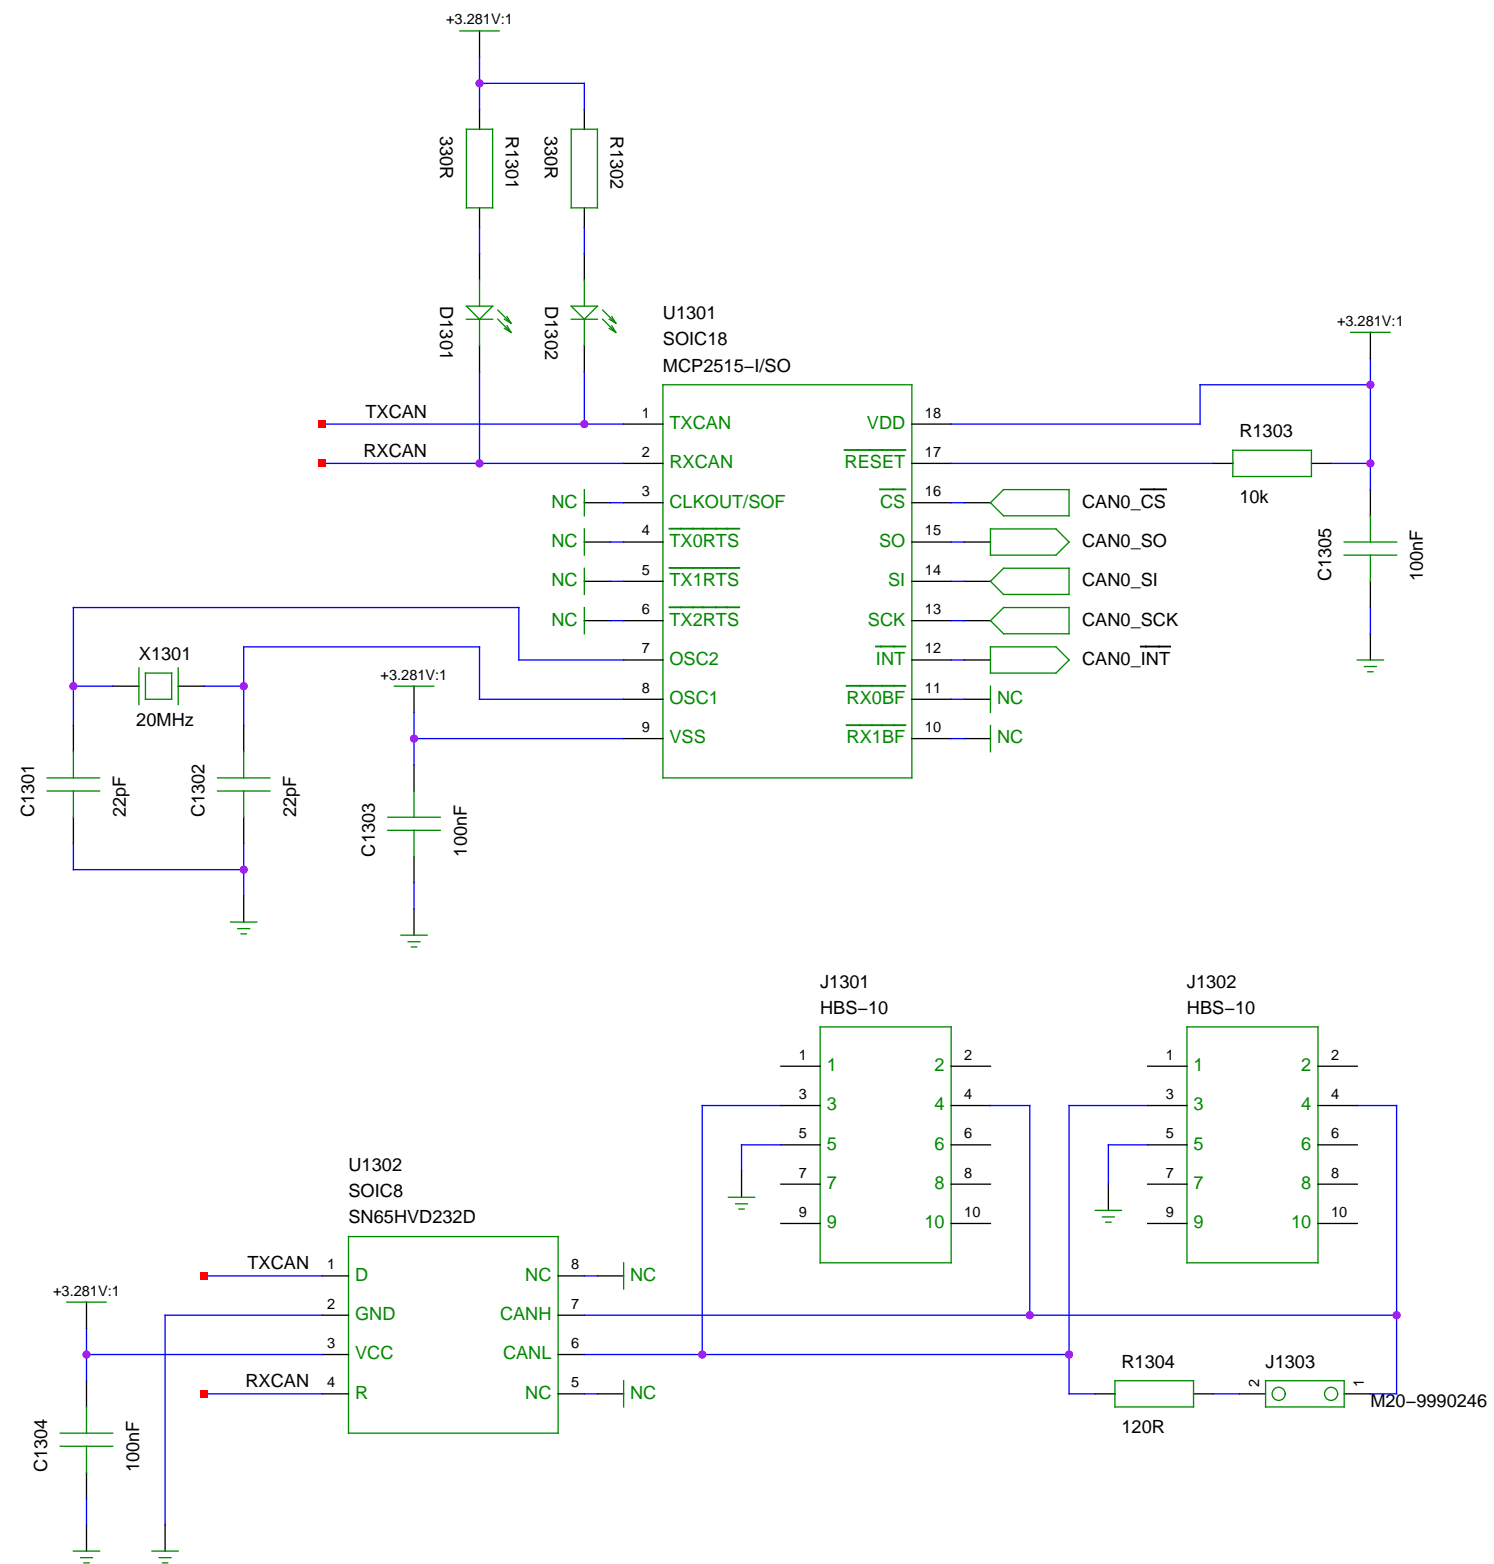 +3.281V:1
330R
R1301
330R
R1302
D1301
D1302
U1301
SOIC18
MCP2515−I/SO
+3.281V:1
TXCAN
1
TXCAN
VDD
18
RXCAN
2
RXCAN
RESET
17
R1303
10k
NC
3
CLKOUT/SOF
CS
16
CAN0_CS
NC
4
TX0RTS
SO
15
CAN0_SO
NC
5
TX1RTS
SI
14
CAN0_SI
NC
6
TX2RTS
SCK
13
CAN0_SCK
7
OSC2
INT
12
CAN0_INT
8
OSC1
RX0BF
11
NC
9
VSS
RX1BF
10
NC
C1305
100nF
X1301
20MHz
+3.281V:1
C1301
22pF
C1302
22pF
C1303
100nF
J1301
HBS−10
1
1
2
2
3
3
4
4
5
5
6
6
7
7
8
8
9
9
10
10
J1302
HBS−10
1
1
2
2
3
3
4
4
5
5
6
6
7
7
8
8
9
9
10
10
U1302
SOIC8
SN65HVD232D
TXCAN
1
D
NC
8
NC
+3.281V:1
2
GND
CANH
7
3
VCC
CANL
6
RXCAN
4
R
NC
5
NC
R1304
120R
J1303
2
1
M20−9990246
C1304
100nF